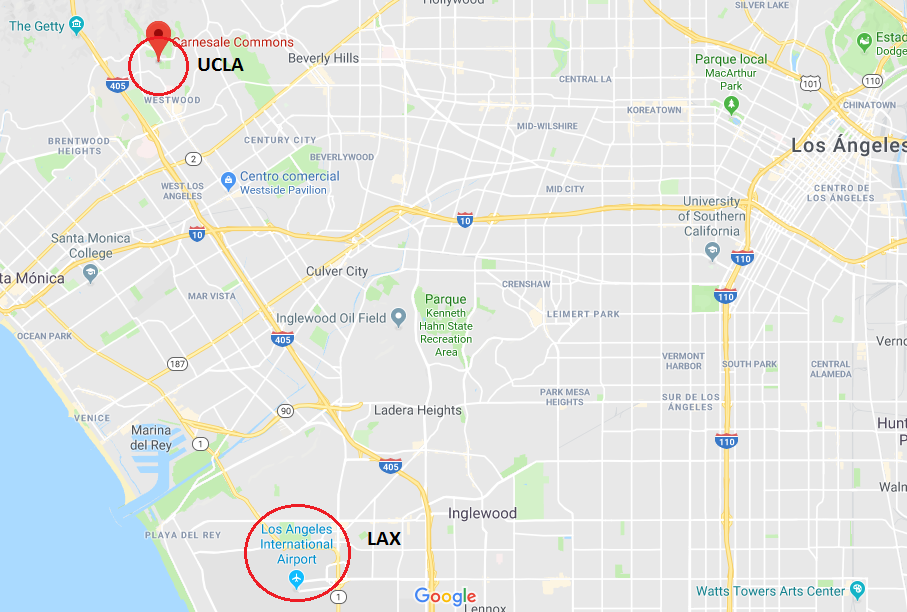 Hollywood
SILVER LAKE
The Getty
Carnesale Commons
UCLA
Beverly Hills
Estad
Dodge
Parque local
MacArthur
Park
405
CENTRAL LA
101
110
WESTWOOD
KOREATOWN
CHINATOWN
MID-WILSHIRE
BRENTWOOD
HEIGHTS
CENTURY CITY
Los Ángeles
2
BEVERLYWOOD
Centro comercial
Westside Pavilion
WEST LOS
ANGELES
MID CITY
CENTRO DE
LOS ÁNGELES
University
of Southern
California
10
10
Santa Monica
College
110
Culver City
ta Mónica
CRENSHAW
MAR VISTA
110
Parque
Kenneth
Hahn State
Recreation
Area
Inglewood Oil Field
LEIMERT PARK
OCEAN PARK
405
Verno
187
VERMONT
HARBOR
SOUTH PARK
CENTRAL
ALAMEDA
PARK MESA
HEIGHTS
SUR DE LOS
ÁNGELES
90
Ladera Heights
VENICE
Marina
del Rey
1
Hunt
P
110
405
Walnu
Inglewood
PLAYA DEL REY
Los Angeles
International
Airport
LAX
1
Google
Lennox
Watts Towers Arts Center